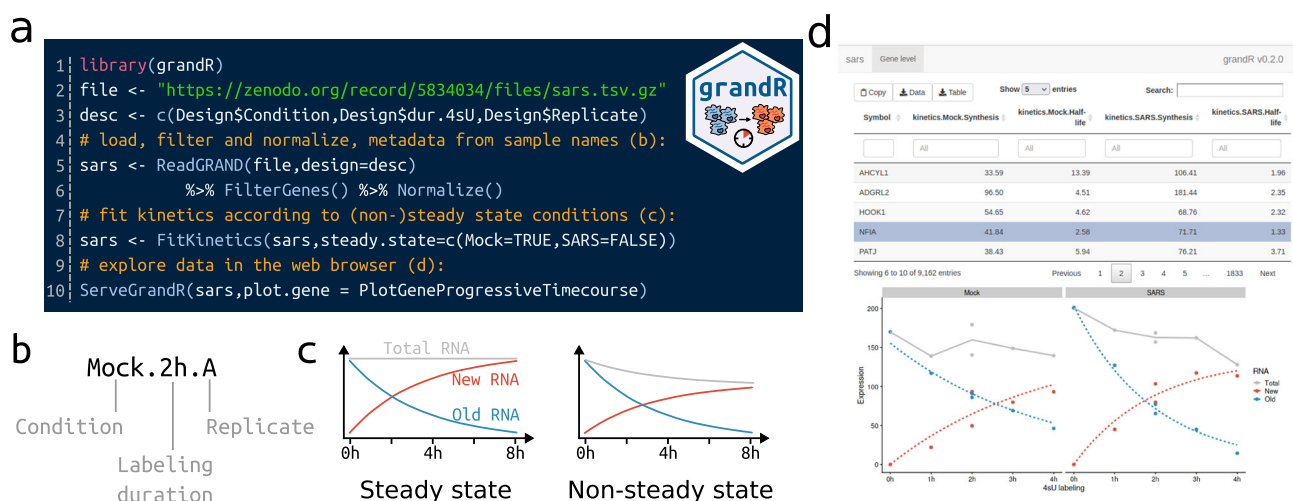 a
1 library(grandR)
2 file <- "https://zenodo.org/record/5834034/files/sars.tsv.gz"
3 desc <- c(Design$Condition,Design$dur.4sU,Design$Replicate)
4 # load, filter and normalize, metadata from sample names (b):
5 sars <- ReadGRAND(file,design=desc)
6 %>% FilterGenes() %>% Normalize()
7 # fit kinetics according to (non-)steady state conditions (c):
8 sars <- FitKinetics(sars,steady.state=c(Mock=TRUE,SARS=FALSE))
9 # explore data in the web browser (d):
10 ServeGrandR(sars,plot.gene = PlotGeneProgressiveTimecourse)
grandR
b
Mock.2h.A
Condition
Replicate
Labeling
duration
c
Total RNA
New RNA
Old RNA
0h 4h 8h
Steady state
0h 4h 8h
Non-steady state
d
sars Gene level grandR v0.2.0
Copy Data Table Show 5 entries Search:
Symbol kinetics.Mock.Synthesis kinetics.Mock.Half-life kinetics.SARS.Synthesis kinetics.SARS.Half-life
All All All All
AHCYL1 33.59 13.39 106.41 1.96
ADGRL2 96.50 4.51 181.44 2.35
HOOK1 54.65 4.62 68.76 2.32
NFIA 41.84 2.58 71.71 1.33
PATJ 38.43 5.94 76.21 3.71
Showing 6 to 10 of 9,162 entries Previous 1 2 3 4 5 ... 1833 Next
Mock SARS
Expression
200
150
100
50
0
0h 1h 2h 3h 4h 0h 1h 2h 3h 4h
4sU labeling
RNA
Total
New
Old